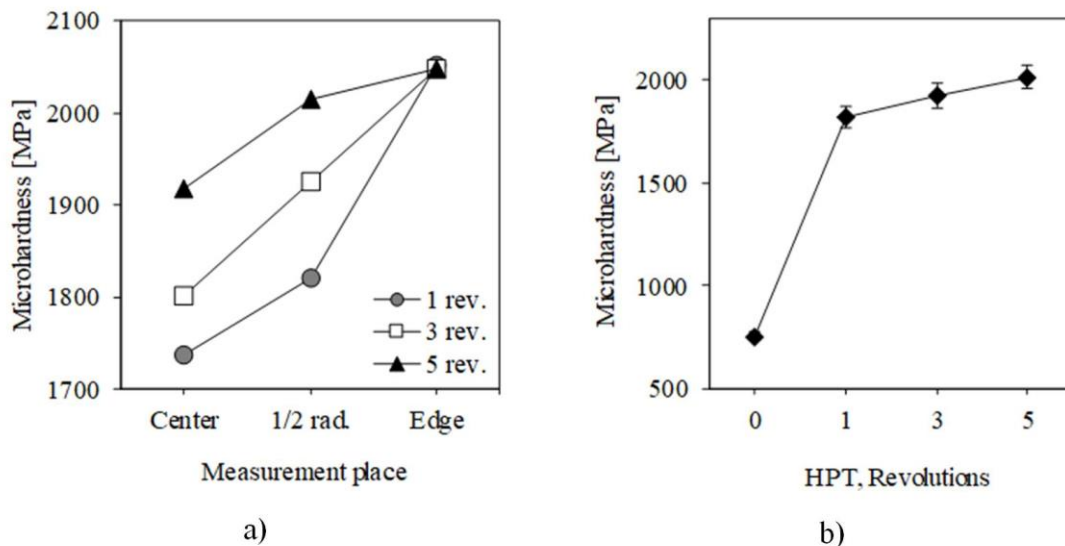 2100
2000
1900
1800
1700
Microhardness [MPa]
1 rev.
3 rev.
5 rev.
Center 1/2 rad. Edge
Measurement place
a)
2000
1500
1000
500
Microhardness [MPa]
0 1 3 5
HPT, Revolutions
b)